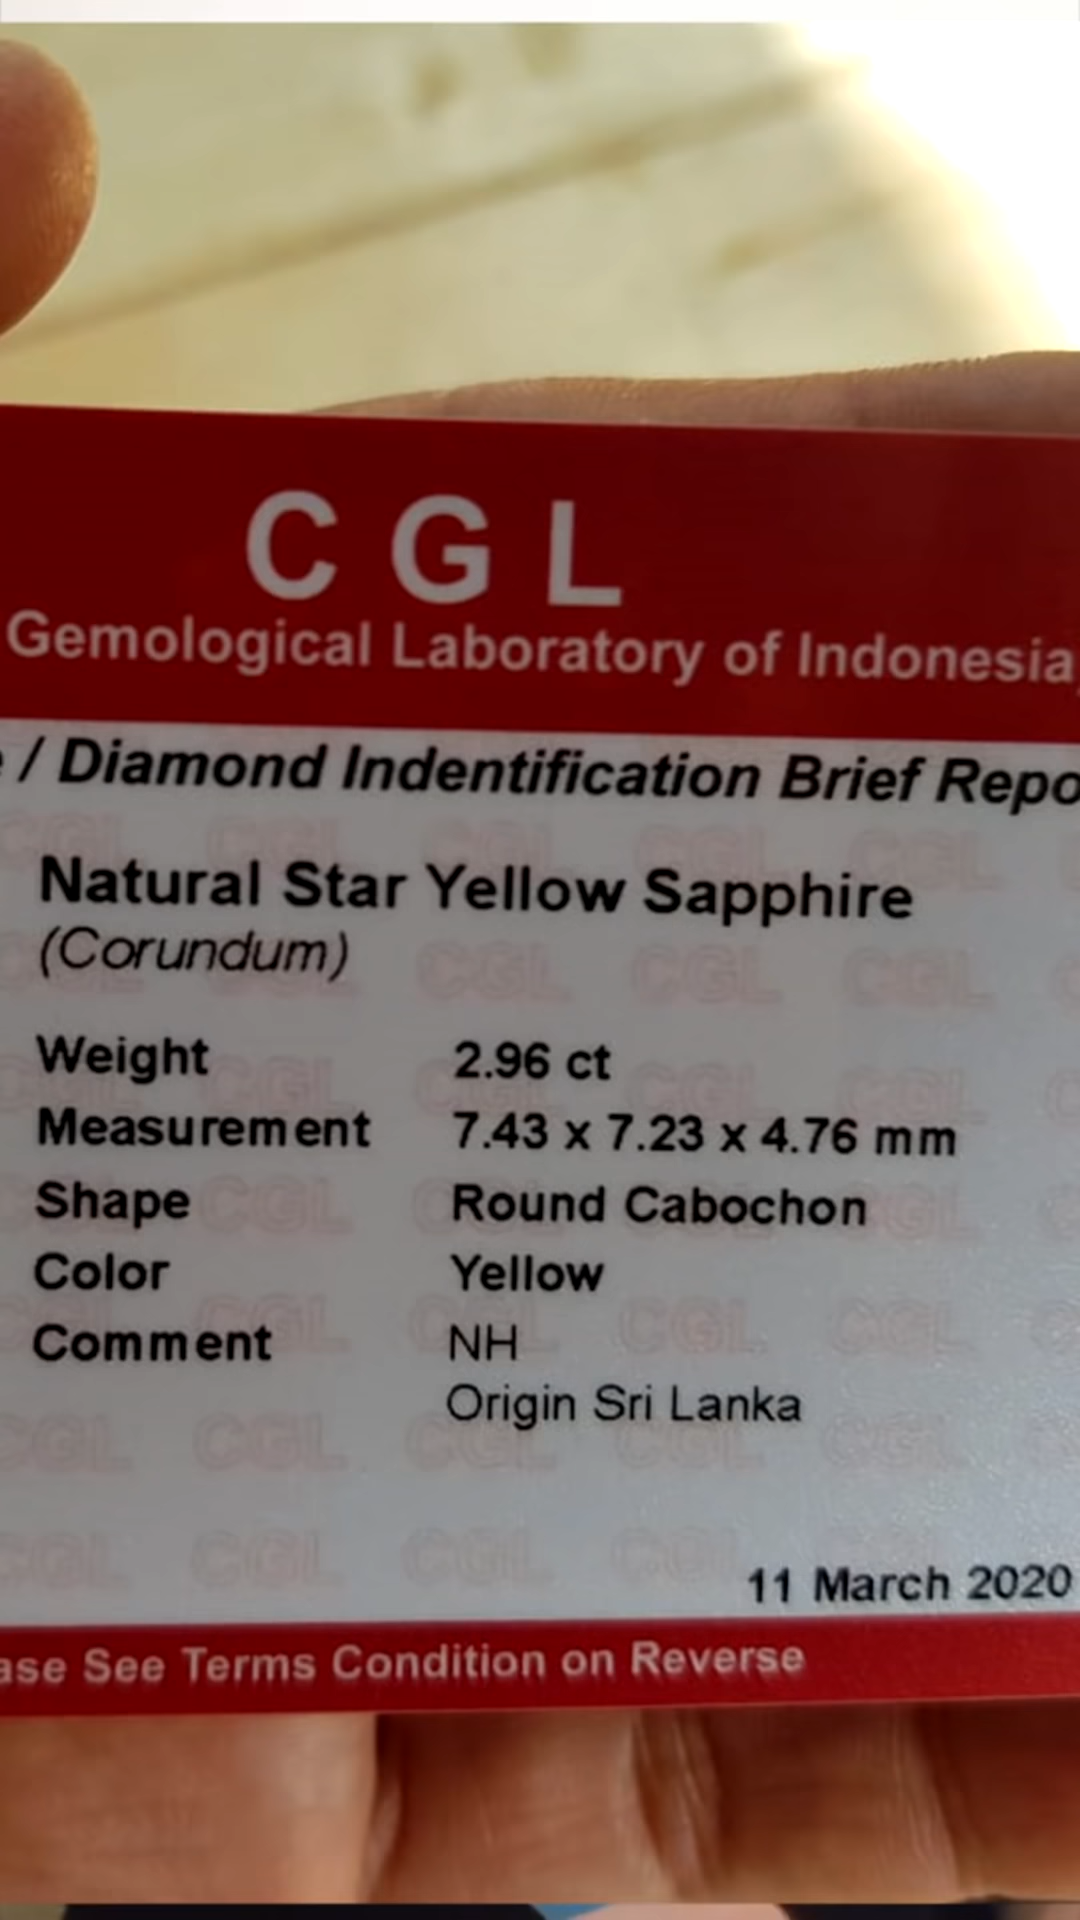 C G L
Gemological Laboratory of Indonesia
/ Diamond Indentification Brief Repo
Natural Star Yellow Sapphire
(Corundum)
Weight 2.96 ct
Measurement 7.43 x 7.23 x 4.76 mm
Shape Round Cabochon
Color Yellow
Comment NH
Origin Sri Lanka
11 March 2020
ase See Terms Condition on Reverse